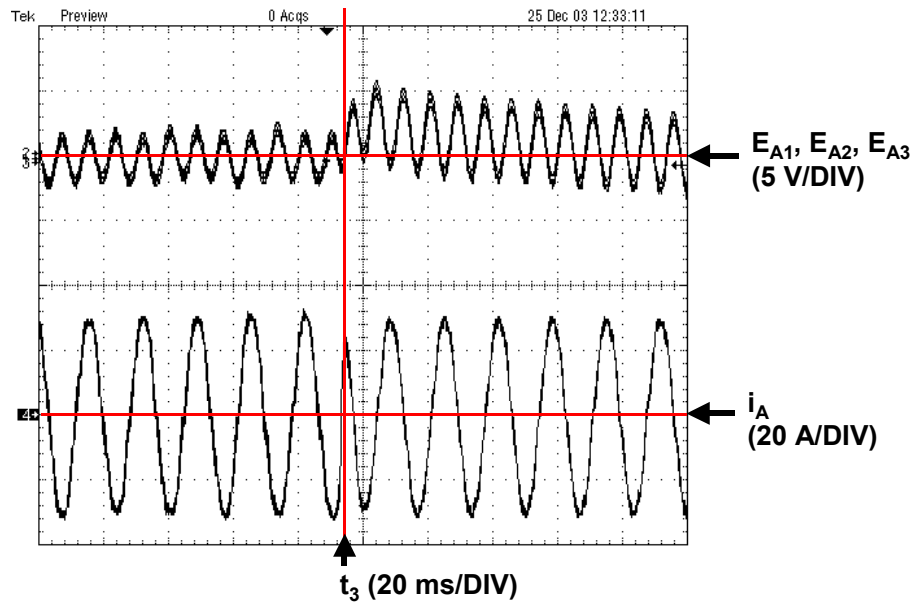 Tek Preview 0 Acqs 25 Dec 03 12:33:11
E_A1, E_A2, E_A3
(5 V/DIV)
i_A
(20 A/DIV)
4
t_3 (20 ms/DIV)